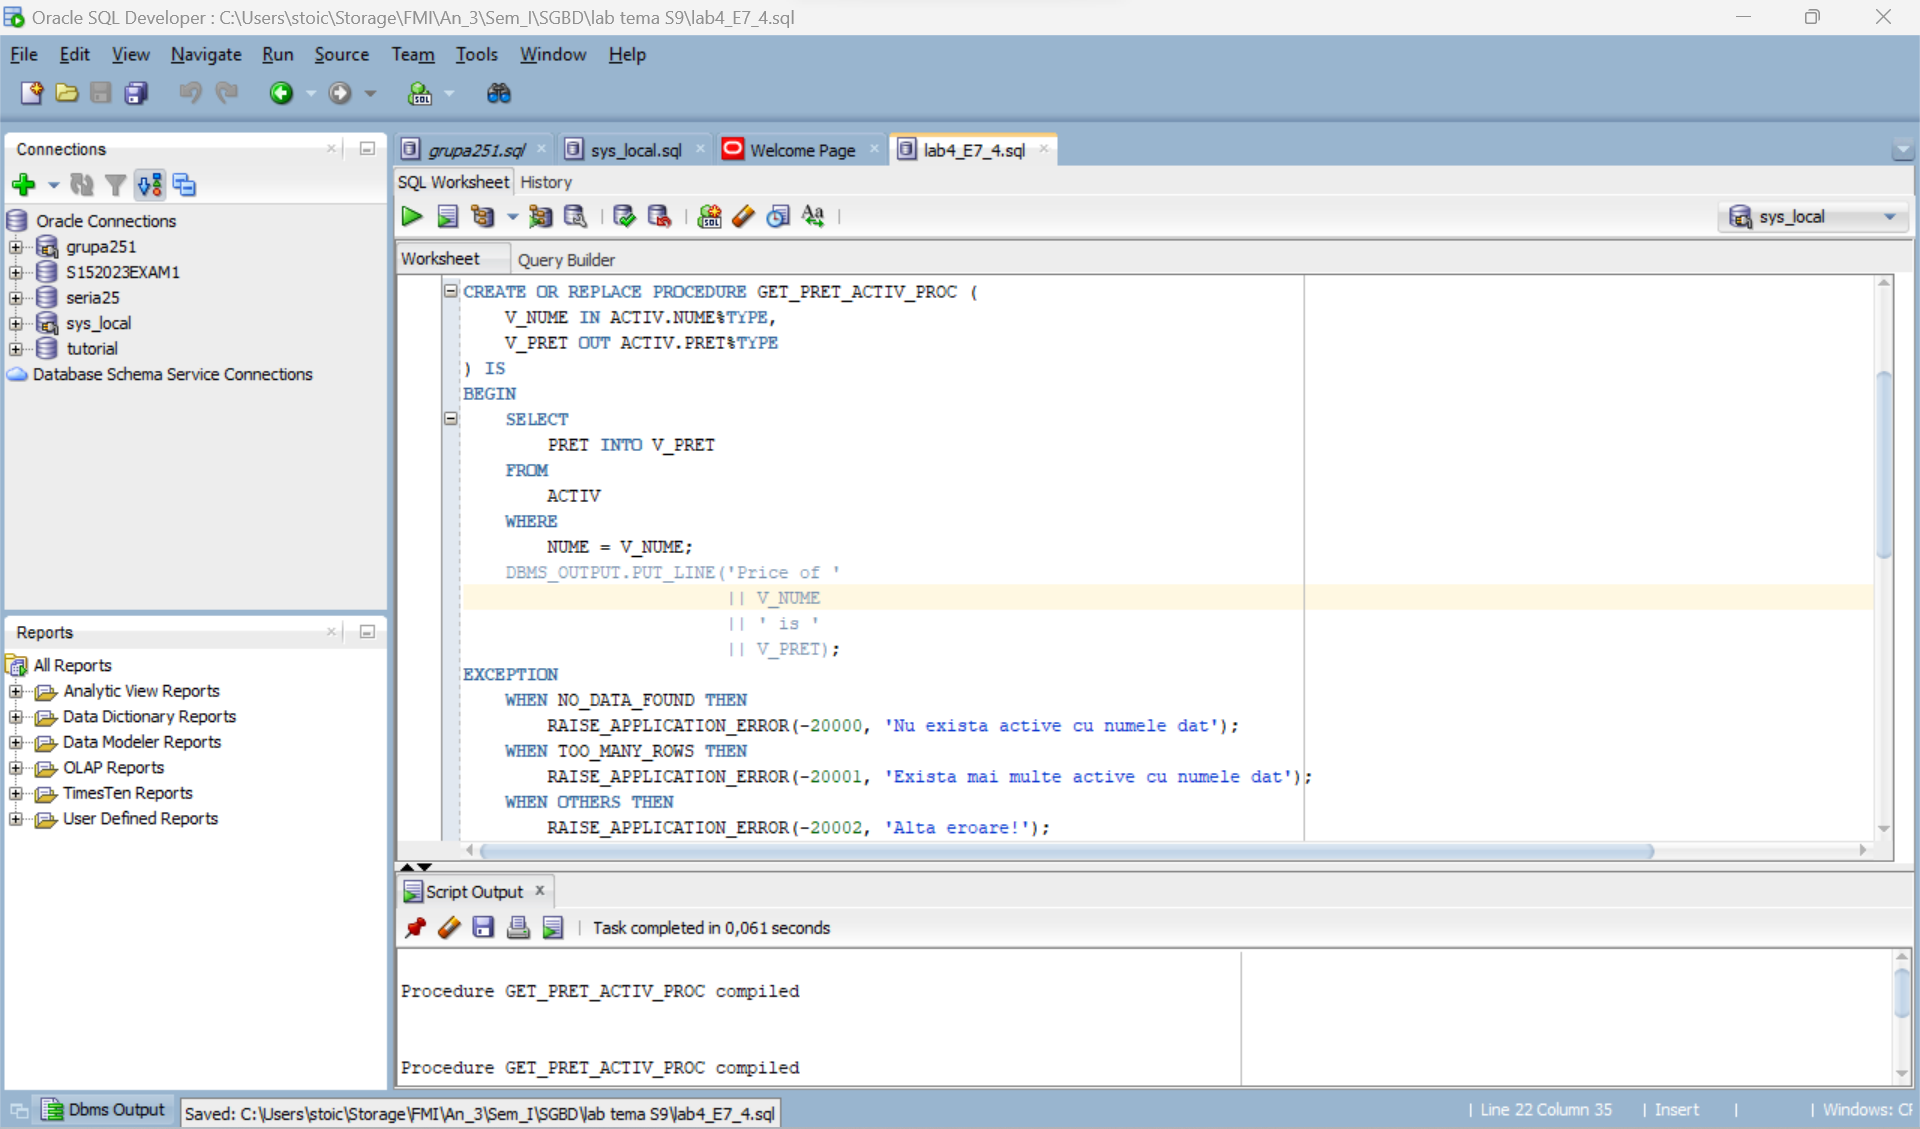 Oracle SQL Developer : C:\Users\stoic\Storage\FMI\An_3\Sem_I\SGBD\lab tema S9\lab4_E7_4.sql
File Edit View Navigate Run Source Team Tools Window Help
Connections
Oracle Connections
grupa251
S152023EXAM1
seria25
sys_local
tutorial
Database Schema Service Connections
Reports
All Reports
Analytic View Reports
Data Dictionary Reports
Data Modeler Reports
OLAP Reports
TimesTen Reports
User Defined Reports
grupa251.sql sys_local.sql Welcome Page lab4_E7_4.sql
SQL Worksheet History
sys_local
Worksheet Query Builder
CREATE OR REPLACE PROCEDURE GET_PRET_ACTIV_PROC (
V_NUME IN ACTIV.NUME%TYPE,
V_PRET OUT ACTIV.PRET%TYPE
) IS
BEGIN
SELECT
PRET INTO V_PRET
FROM
ACTIV
WHERE
NUME = V_NUME;
DBMS_OUTPUT.PUT_LINE('Price of '
|| V_NUME
|| ' is '
|| V_PRET);
EXCEPTION
WHEN NO_DATA_FOUND THEN
RAISE_APPLICATION_ERROR(-20000, 'Nu exista active cu numele dat');
WHEN TOO_MANY_ROWS THEN
RAISE_APPLICATION_ERROR(-20001, 'Exista mai multe active cu numele dat');
WHEN OTHERS THEN
RAISE_APPLICATION_ERROR(-20002, 'Alta eroare!');
Script Output
Task completed in 0,061 seconds
Procedure GET_PRET_ACTIV_PROC compiled
Procedure GET_PRET_ACTIV_PROC compiled
Dbms Output Saved: C:\Users\stoic\Storage\FMI\An_3\Sem_I\SGBD\lab tema S9\lab4_E7_4.sql
Line 22 Column 35 | Insert | | Windows: